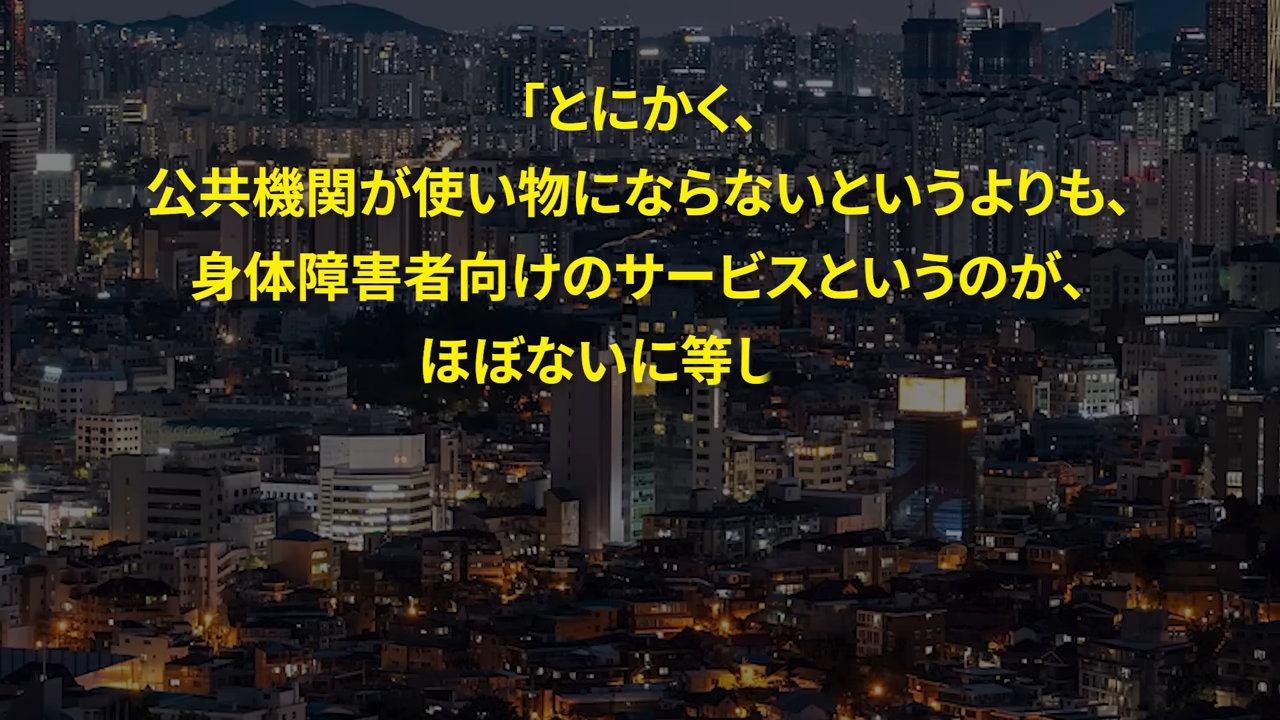 「とにかく、
公共機関が使い物にならないというよりも、
身体障害者向けのサービスというのが、
ほぼないに等し